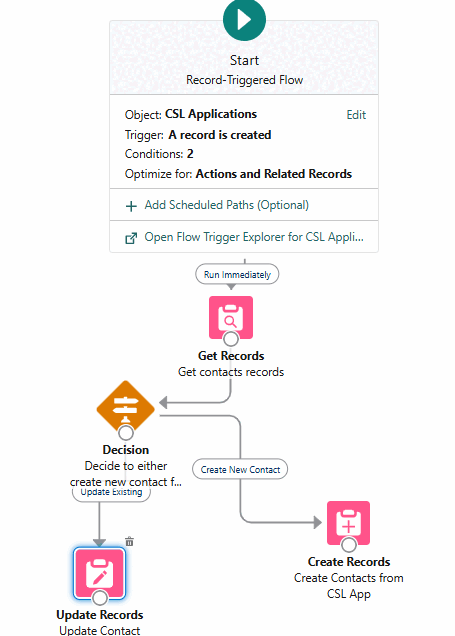 Start
Record-Triggered Flow
Object: CSL Applications Edit
Trigger: A record is created
Conditions: 2
Optimize for: Actions and Related Records
Add Scheduled Paths (Optional)
Open Flow Trigger Explorer for CSL Appli...
Run Immediately
Get Records
Get contacts records
Decision
Decide to either
create new contact f...
Update Existing
Create New Contact
Create Records
Create Contacts from
CSL App
Update Records
Update Contact